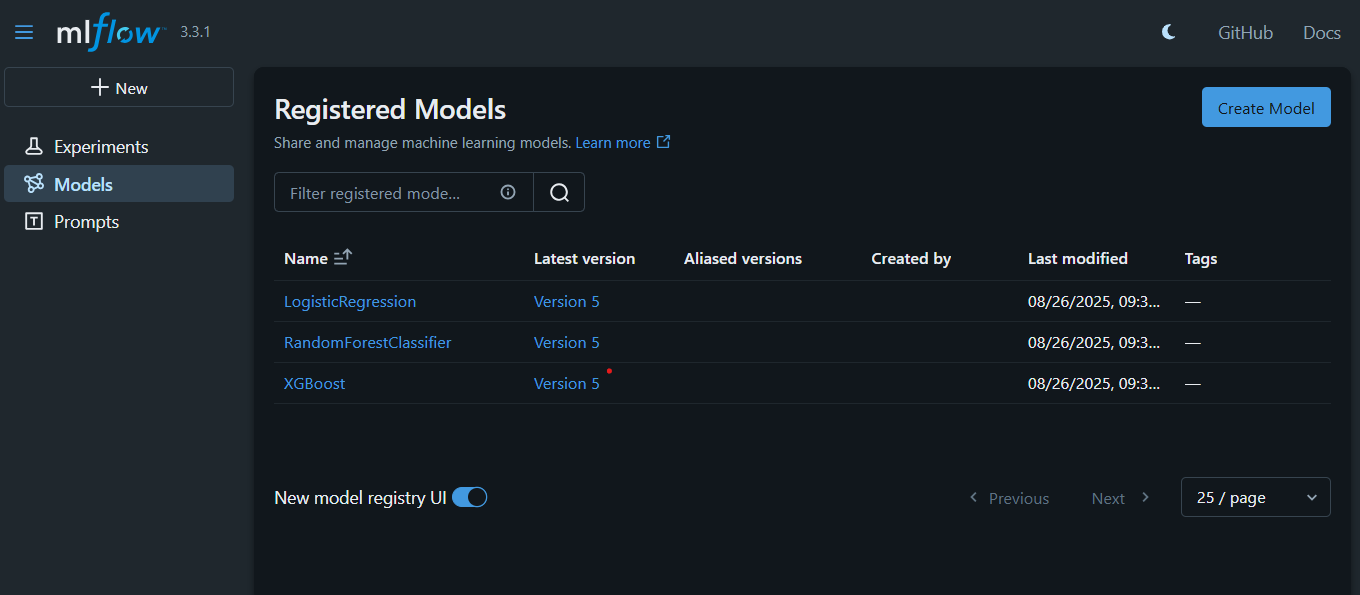 mlflow™ 3.3.1 GitHub Docs
New
Experiments
Models
Prompts
Registered Models
Create Model
Share and manage machine learning models. Learn more
Filter registered mode...
Name Latest version Aliased versions Created by Last modified Tags
LogisticRegression Version 5 08/26/2025, 09:3... —
RandomForestClassifier Version 5 08/26/2025, 09:3... —
XGBoost Version 5 08/26/2025, 09:3... —
New model registry UI
Previous Next 25 / page